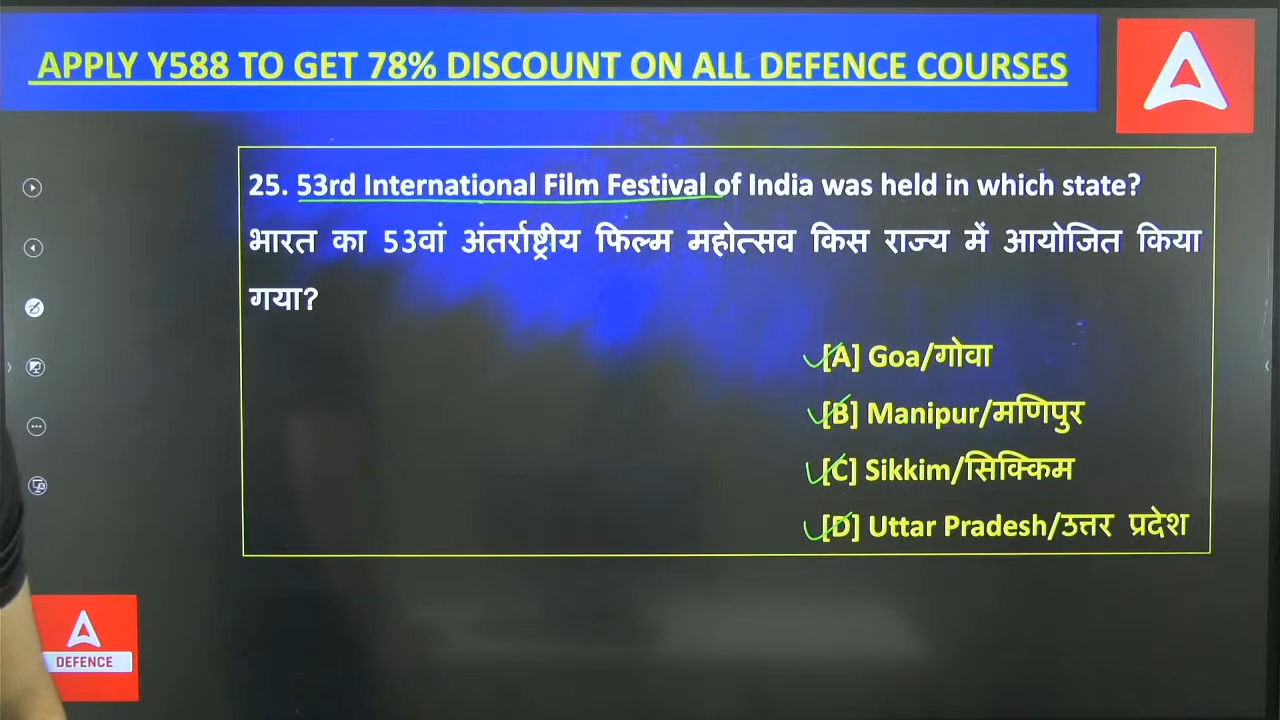 APPLY Y588 TO GET 78% DISCOUNT ON ALL DEFENCE COURSES
25. 53rd International Film Festival of India was held in which state?
भारत का 53वां अंतर्राष्ट्रीय फिल्म महोत्सव किस राज्य में आयोजित किया
गया?
[A] Goa/गोवा
[B] Manipur/मणिपुर
[C] Sikkim/सिक्किम
[D] Uttar Pradesh/उत्तर प्रदेश
DEFENCE